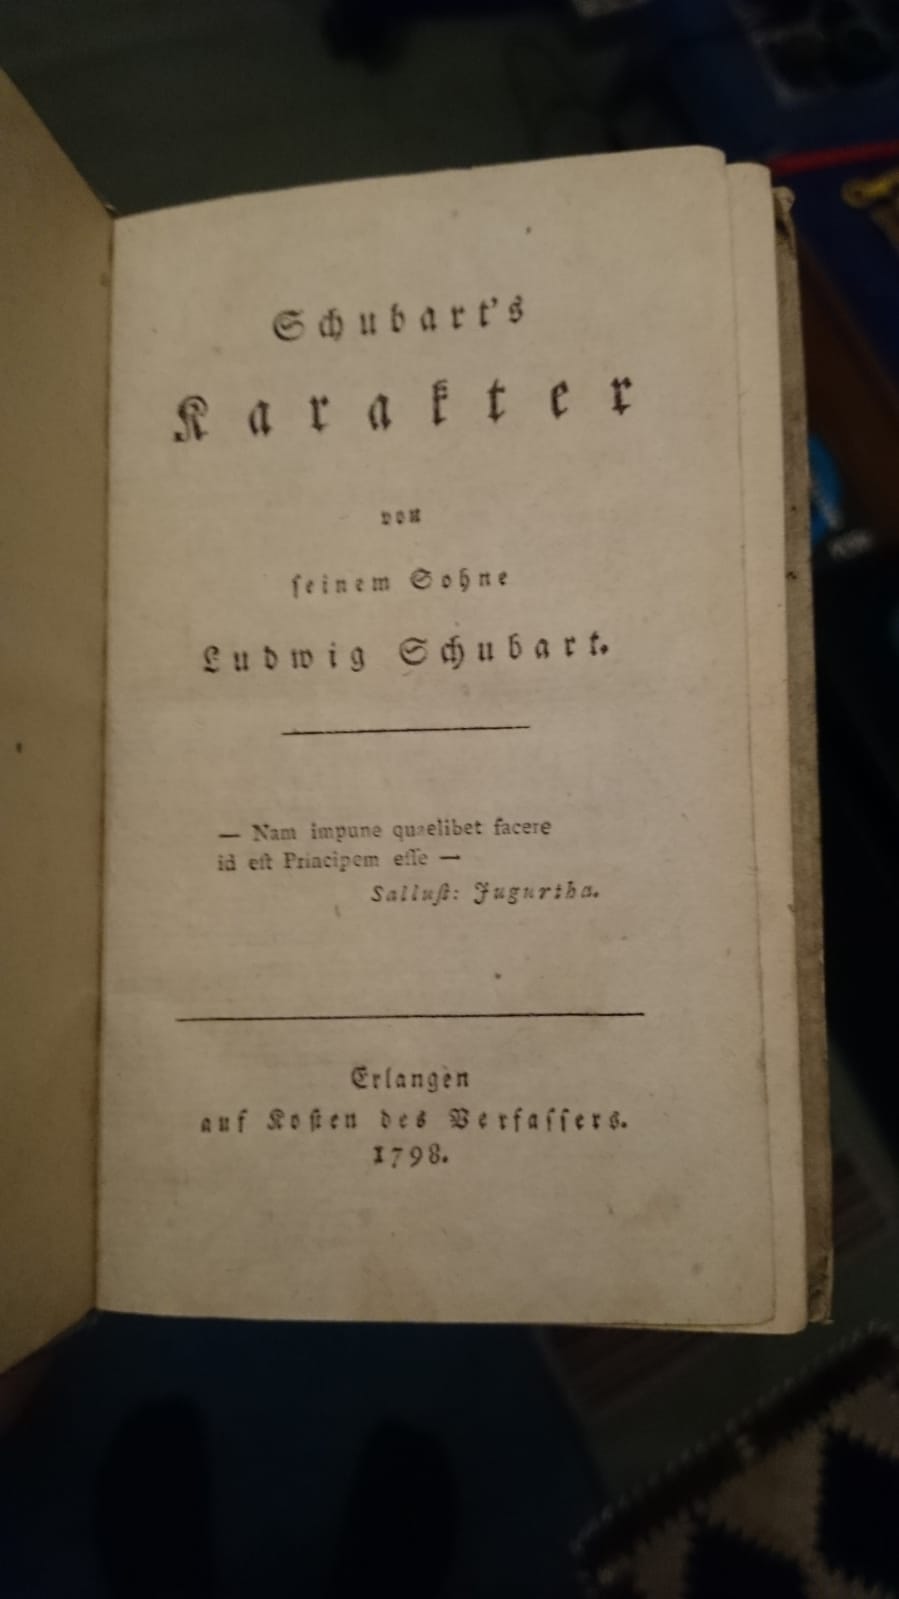 Schubart's
Karakter
von
ſeinem Sohne
Ludwig Schubart.
— Nam impune quaelibet facere
id eſt Principem eſſe —
Salluſt: Jugurtha.
Erlangen
auf Koſten des Verfaſſers.
1798.